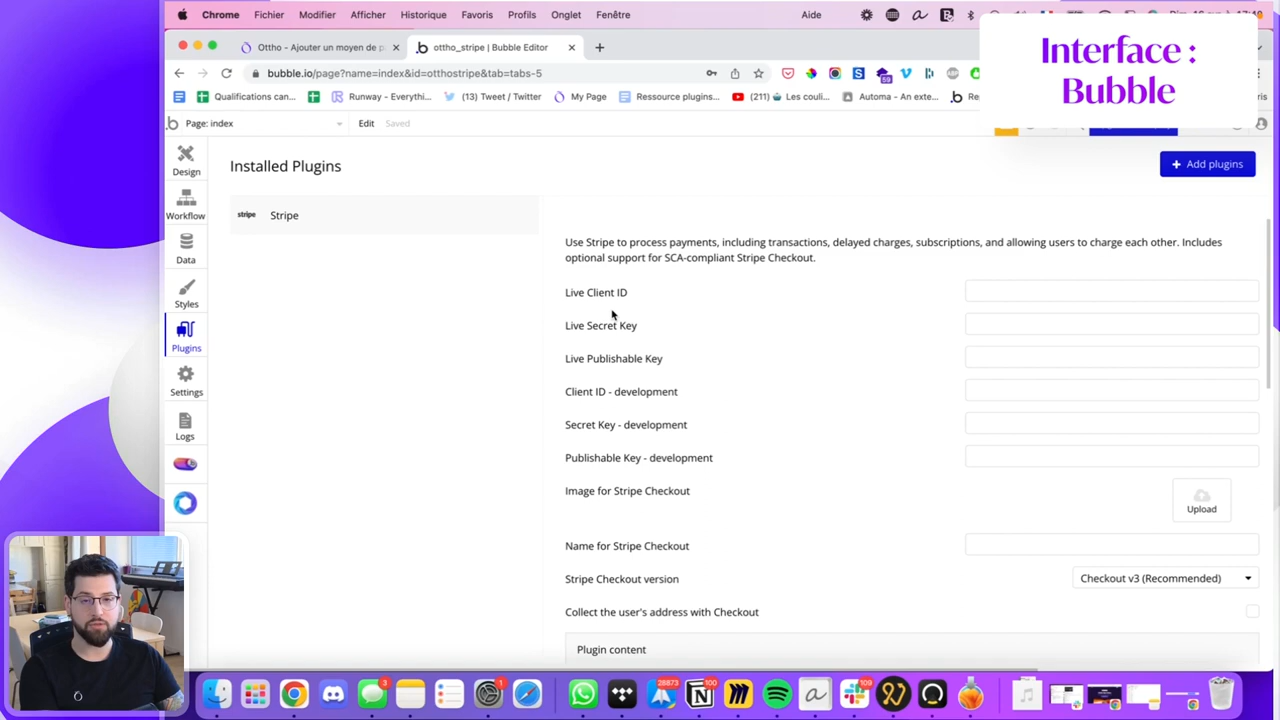 Chrome Fichier Modifier Afficher Historique Favoris Profils Onglet Fenêtre Aide
Interface :
Bubble
Ottho - Ajouter un moyen de p
ottho_stripe | Bubble Editor
bubble.io/page?name=index&id=otthostripe&tab=tabs-5
Qualifications can... Runway - Everythi... (13) Tweet / Twitter My Page Ressource plugins... (211) Les couli... Automa - An exte...
Page: index Edit Saved
Installed Plugins
Add plugins
Design
Workflow
Data
Styles
Plugins
Settings
Logs
stripe Stripe
Use Stripe to process payments, including transactions, delayed charges, subscriptions, and allowing users to charge each other. Includes
optional support for SCA-compliant Stripe Checkout.
Live Client ID
Live Secret Key
Live Publishable Key
Client ID - development
Secret Key - development
Publishable Key - development
Image for Stripe Checkout
Upload
Name for Stripe Checkout
Stripe Checkout version
Checkout v3 (Recommended)
Collect the user's address with Checkout
Plugin content
3 1 28873 100 109